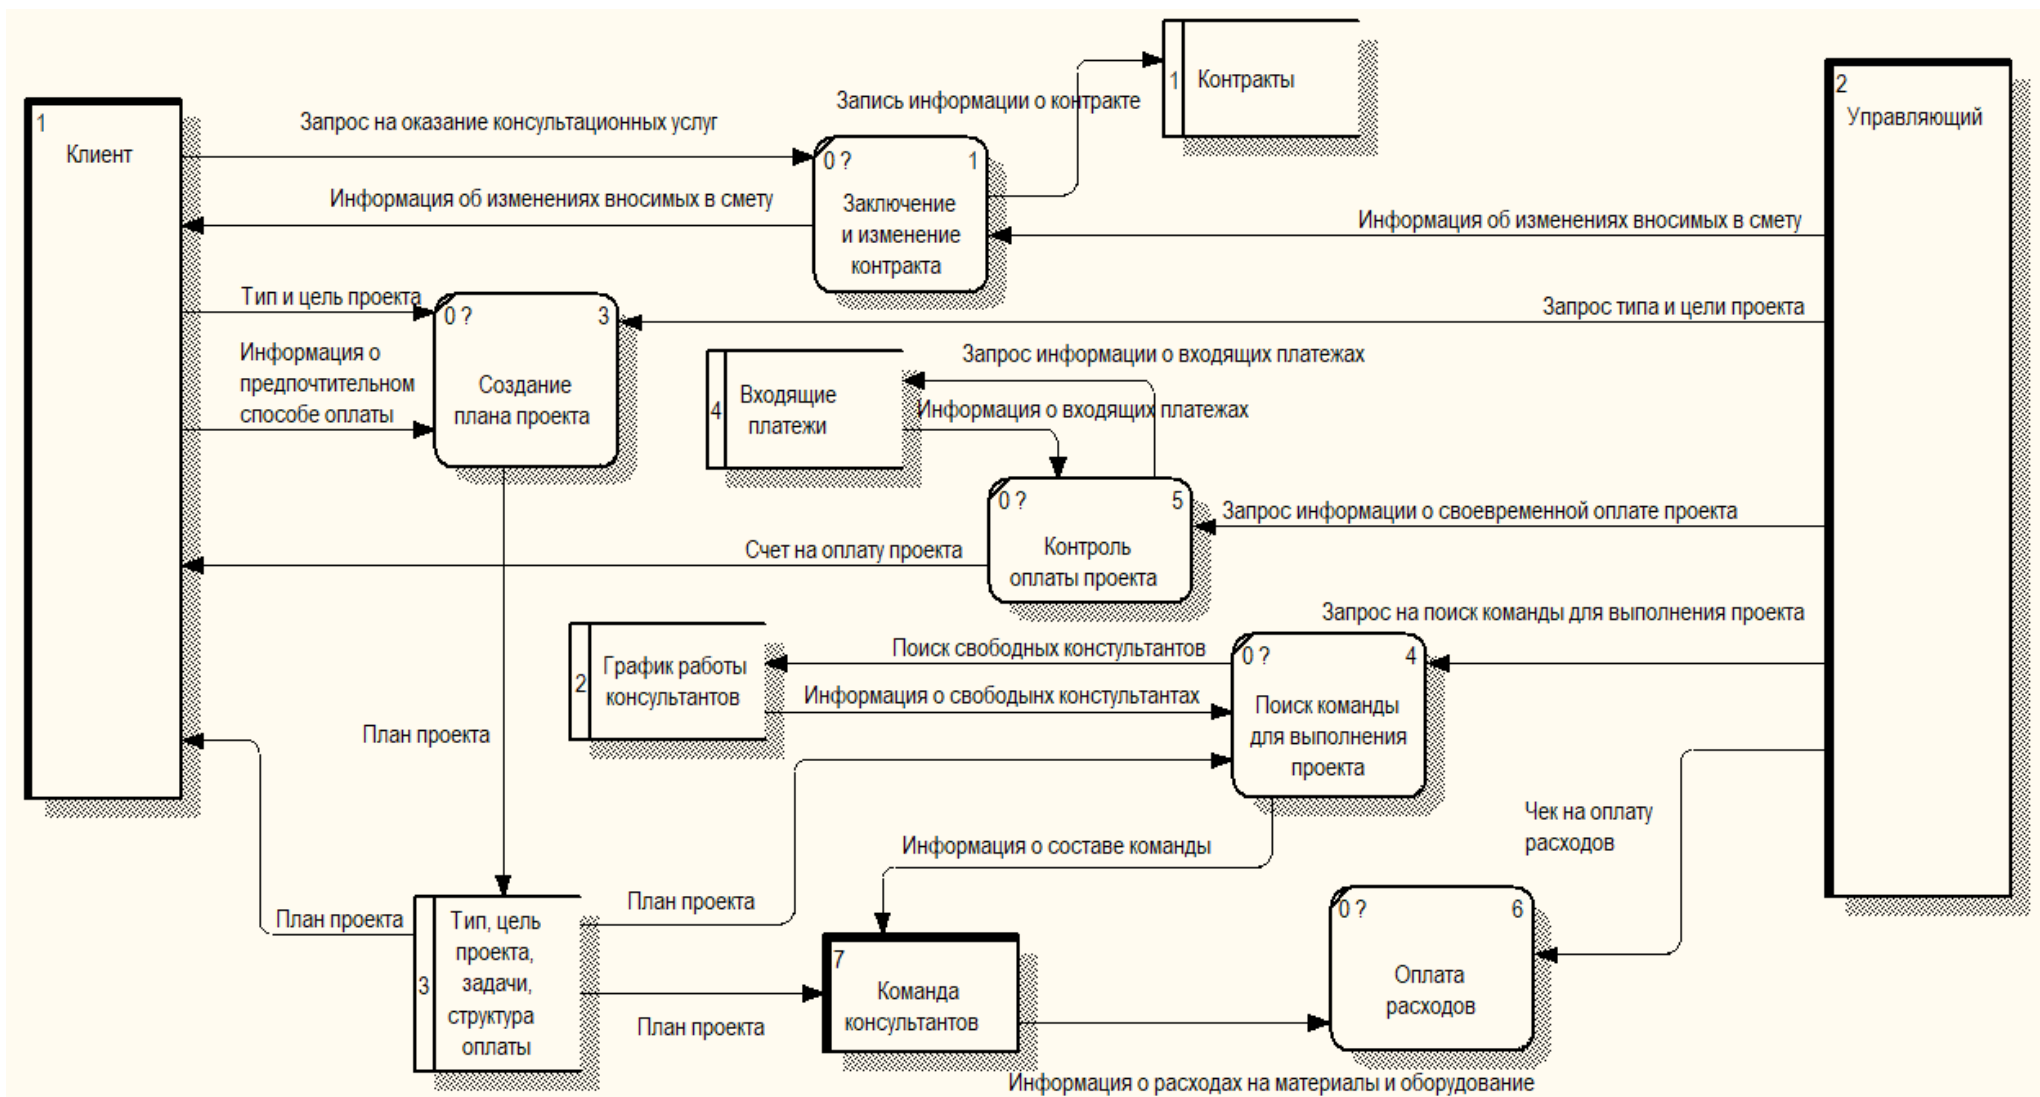 1
Клиент
Запрос на оказание консультационных услуг
Информация об изменениях вносимых в смету
Запись информации о контракте
0 ?
1
Заключение
и изменение
контракта
1
Контракты
2
Управляющий
Информация об изменениях вносимых в смету
Тип и цель проекта
Информация о
предпочтительном
способе оплаты
0 ?
3
Создание
плана проекта
Запрос типа и цели проекта
4
Входящие
платежи
Запрос информации о входящих платежах
Информация о входящих платежах
0 ?
5
Контроль
оплаты проекта
Запрос информации о своевременной оплате проекта
Счет на оплату проекта
Запрос на поиск команды для выполнения проекта
2
График работы
консультантов
Поиск свободных констультантов
Информация о свободынх констультантах
0 ?
4
Поиск команды
для выполнения
проекта
План проекта
Чек на оплату
расходов
Информация о составе команды
План проекта
3
Тип, цель
проекта,
задачи,
структура
оплаты
План проекта
План проекта
7
Команда
консультантов
0 ?
6
Оплата
расходов
Информация о расходах на материалы и оборудование